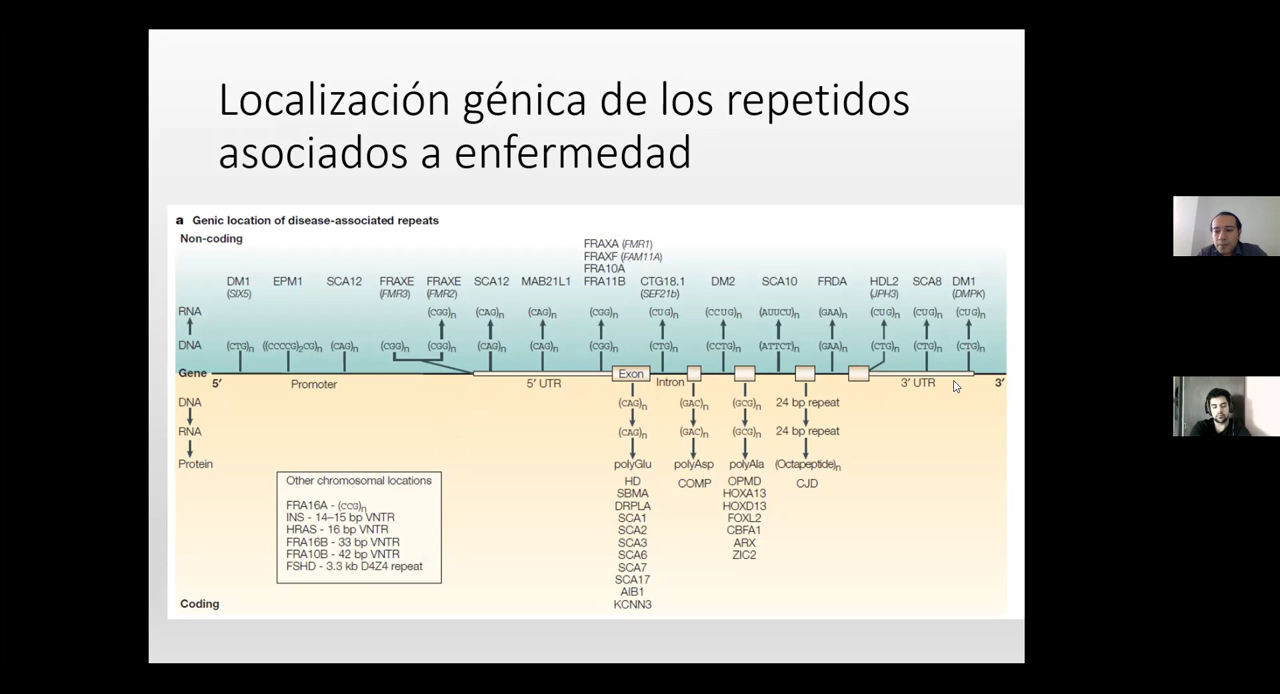 Localización génica de los repetidos
asociados a enfermedad
a Genic location of disease-associated repeats
Non-coding
FRAXA (FMR1)
FRAXF (FAM11A)
FRA10A
DM1 EPM1 SCA12 FRAXE FRAXE SCA12 MAB21L1 FRA11B CTG18.1 DM2 SCA10 FRDA HDL2 SCA8 DM1
(SIX5) (FMR3) (FMR2) (SEF21b) (JPH3) (DMPK)
RNA (CGG)n (CAG)n (CAG)n (CGG)n (CUG)n (CCUG)n (AUUCU)n (GAA)n (CUG)n (CUG)n (CUG)n
DNA (CTG)n ((CCCCG)2CG)n (CAG)n (CGG)n (CGG)n (CAG)n (CAG)n (CGG)n (CTG)n (CCTG)n (ATTCT)n (GAA)n (CTG)n (CTG)n (CTG)n
Gene 5′ Promoter 5′ UTR Exon Intron 3′ UTR 3′
DNA (CAG)n (GAC)n (GCG)n 24 bp repeat
RNA (CAG)n (GAC)n (GCG)n 24 bp repeat
Protein polyGlu polyAsp polyAla (Octapeptide)n
HD COMP OPMD CJD
SBMA HOXA13
DRPLA HOXD13
SCA1 FOXL2
SCA2 CBFA1
SCA3 ARX
SCA6 ZIC2
SCA7
SCA17
AIB1
KCNN3
Other chromosomal locations
FRA16A - (CCG)n
INS - 14–15 bp VNTR
HRAS - 16 bp VNTR
FRA16B - 33 bp VNTR
FRA10B - 42 bp VNTR
FSHD - 3.3 kb D4Z4 repeat
Coding